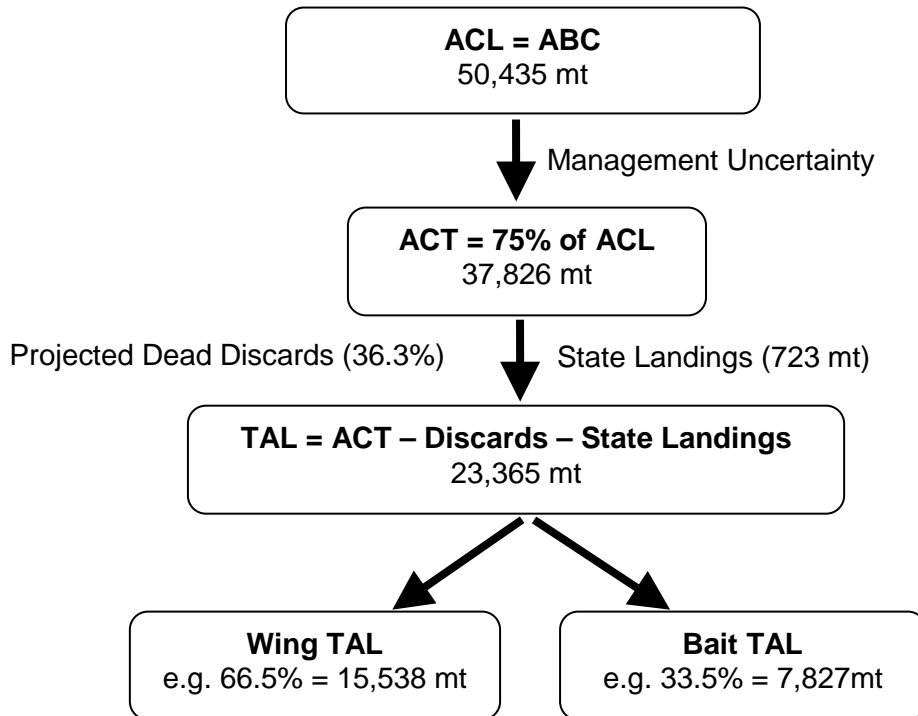 ACL = ABC
50,435 mt
Management Uncertainty
ACT = 75% of ACL
37,826 mt
Projected Dead Discards (36.3%)
State Landings (723 mt)
TAL = ACT – Discards – State Landings
23,365 mt
Wing TAL
e.g. 66.5% = 15,538 mt
Bait TAL
e.g. 33.5% = 7,827mt